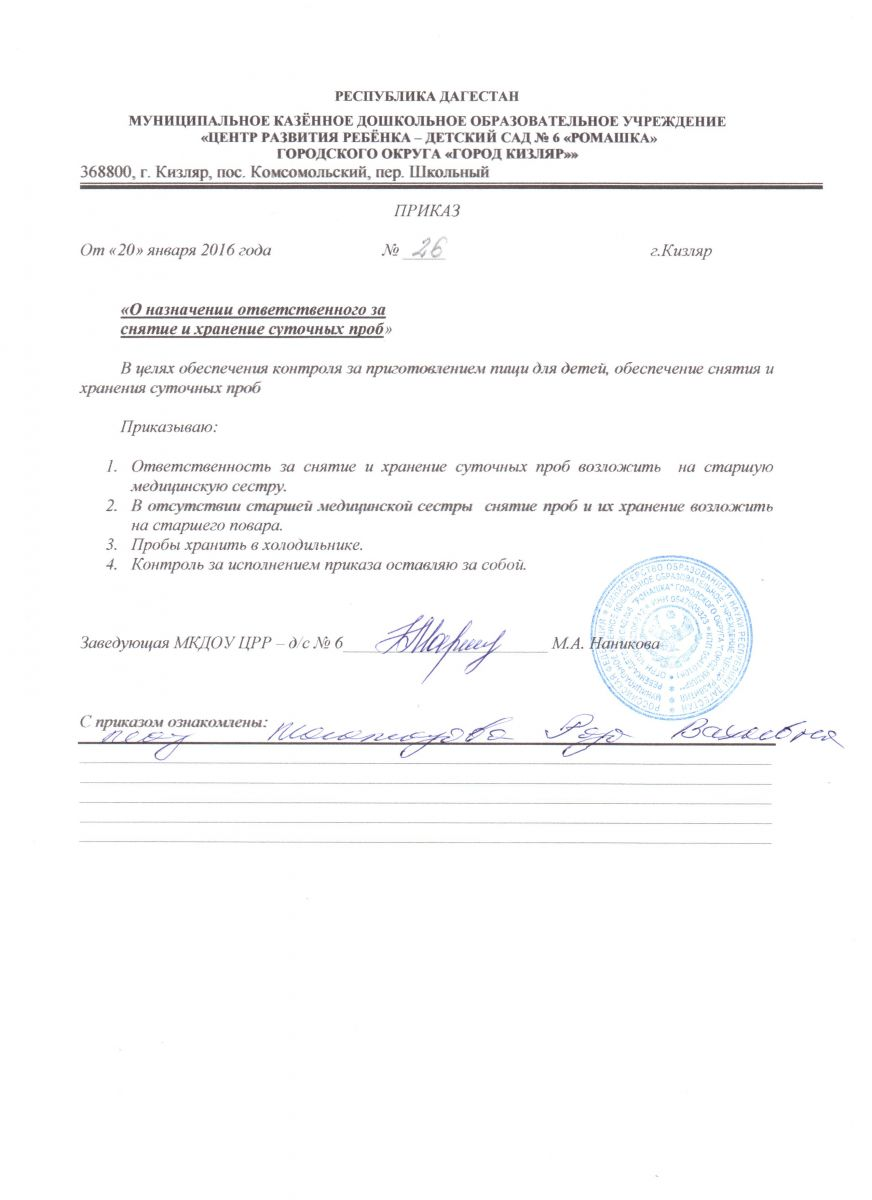 РЕСПУБЛИКА ДАГЕСТАН
МУНИЦИПАЛЬНОЕ КАЗЁННОЕ ДОШКОЛЬНОЕ ОБРАЗОВАТЕЛЬНОЕ УЧРЕЖДЕНИЕ
«ЦЕНТР РАЗВИТИЯ РЕБЁНКА – ДЕТСКИЙ САД № 6 «РОМАШКА»
ГОРОДСКОГО ОКРУГА «ГОРОД КИЗЛЯР»»
368800, г. Кизляр, пос. Комсомольский, пер. Школьный
ПРИКАЗ
От «20» января 2016 года № 26 г.Кизляр
«О назначении ответственного за
снятие и хранение суточных проб»
В целях обеспечения контроля за приготовлением пищи для детей, обеспечение снятия и
хранения суточных проб
Приказываю:
1. Ответственность за снятие и хранение суточных проб возложить на старшую
медицинскую сестру.
2. В отсутствии старшей медицинской сестры снятие проб и их хранение возложить
на старшего повара.
3. Пробы хранить в холодильнике.
4. Контроль за исполнением приказа оставляю за собой.
Заведующая МКДОУ ЦРР – д/с № 6 М.А. Наникова
С приказом ознакомлены: